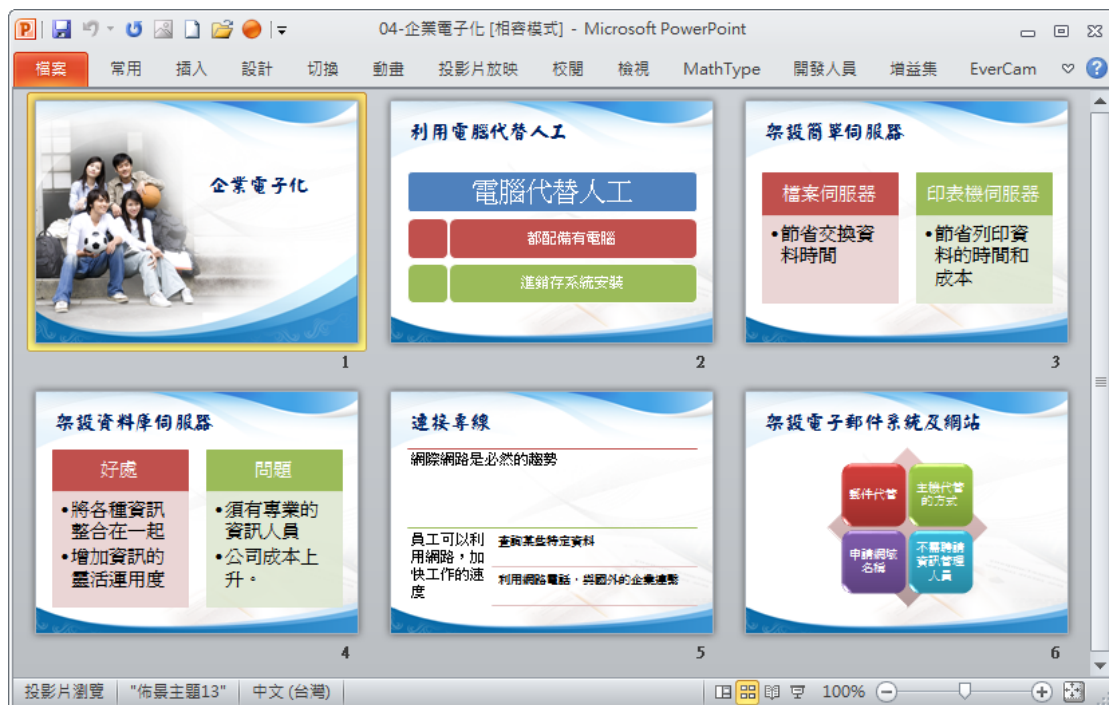 04-企業電子化 [相容模式] - Microsoft PowerPoint
檔案 常用 插入 設計 切換 動畫 投影片放映 校閱 檢視 MathType 開發人員 增益集 EverCam
企業電子化
1
利用電腦代替人工
電腦代替人工
都配備有電腦
進銷存系統安裝
2
架設簡單伺服器
檔案伺服器
•節省交換資
料時間
印表機伺服器
•節省列印資
料的時間和
成本
3
架設資料庫伺服器
好處
•將各種資訊
整合在一起
•增加資訊的
靈活運用度
問題
•須有專業的
資訊人員
•公司成本上
升。
4
連接專線
網際網路是必然的趨勢
員工可以利
用網路，加
快工作的速
度
查詢某些特定資料
利用網路電話，與國外的企業連繫
5
架設電子郵件系統及網站
郵件代管
主機代管
的方式
申請網域
名稱
不需聘請
資訊管理
人員
6
投影片瀏覽 "佈景主題13" 中文 (台灣) 100%